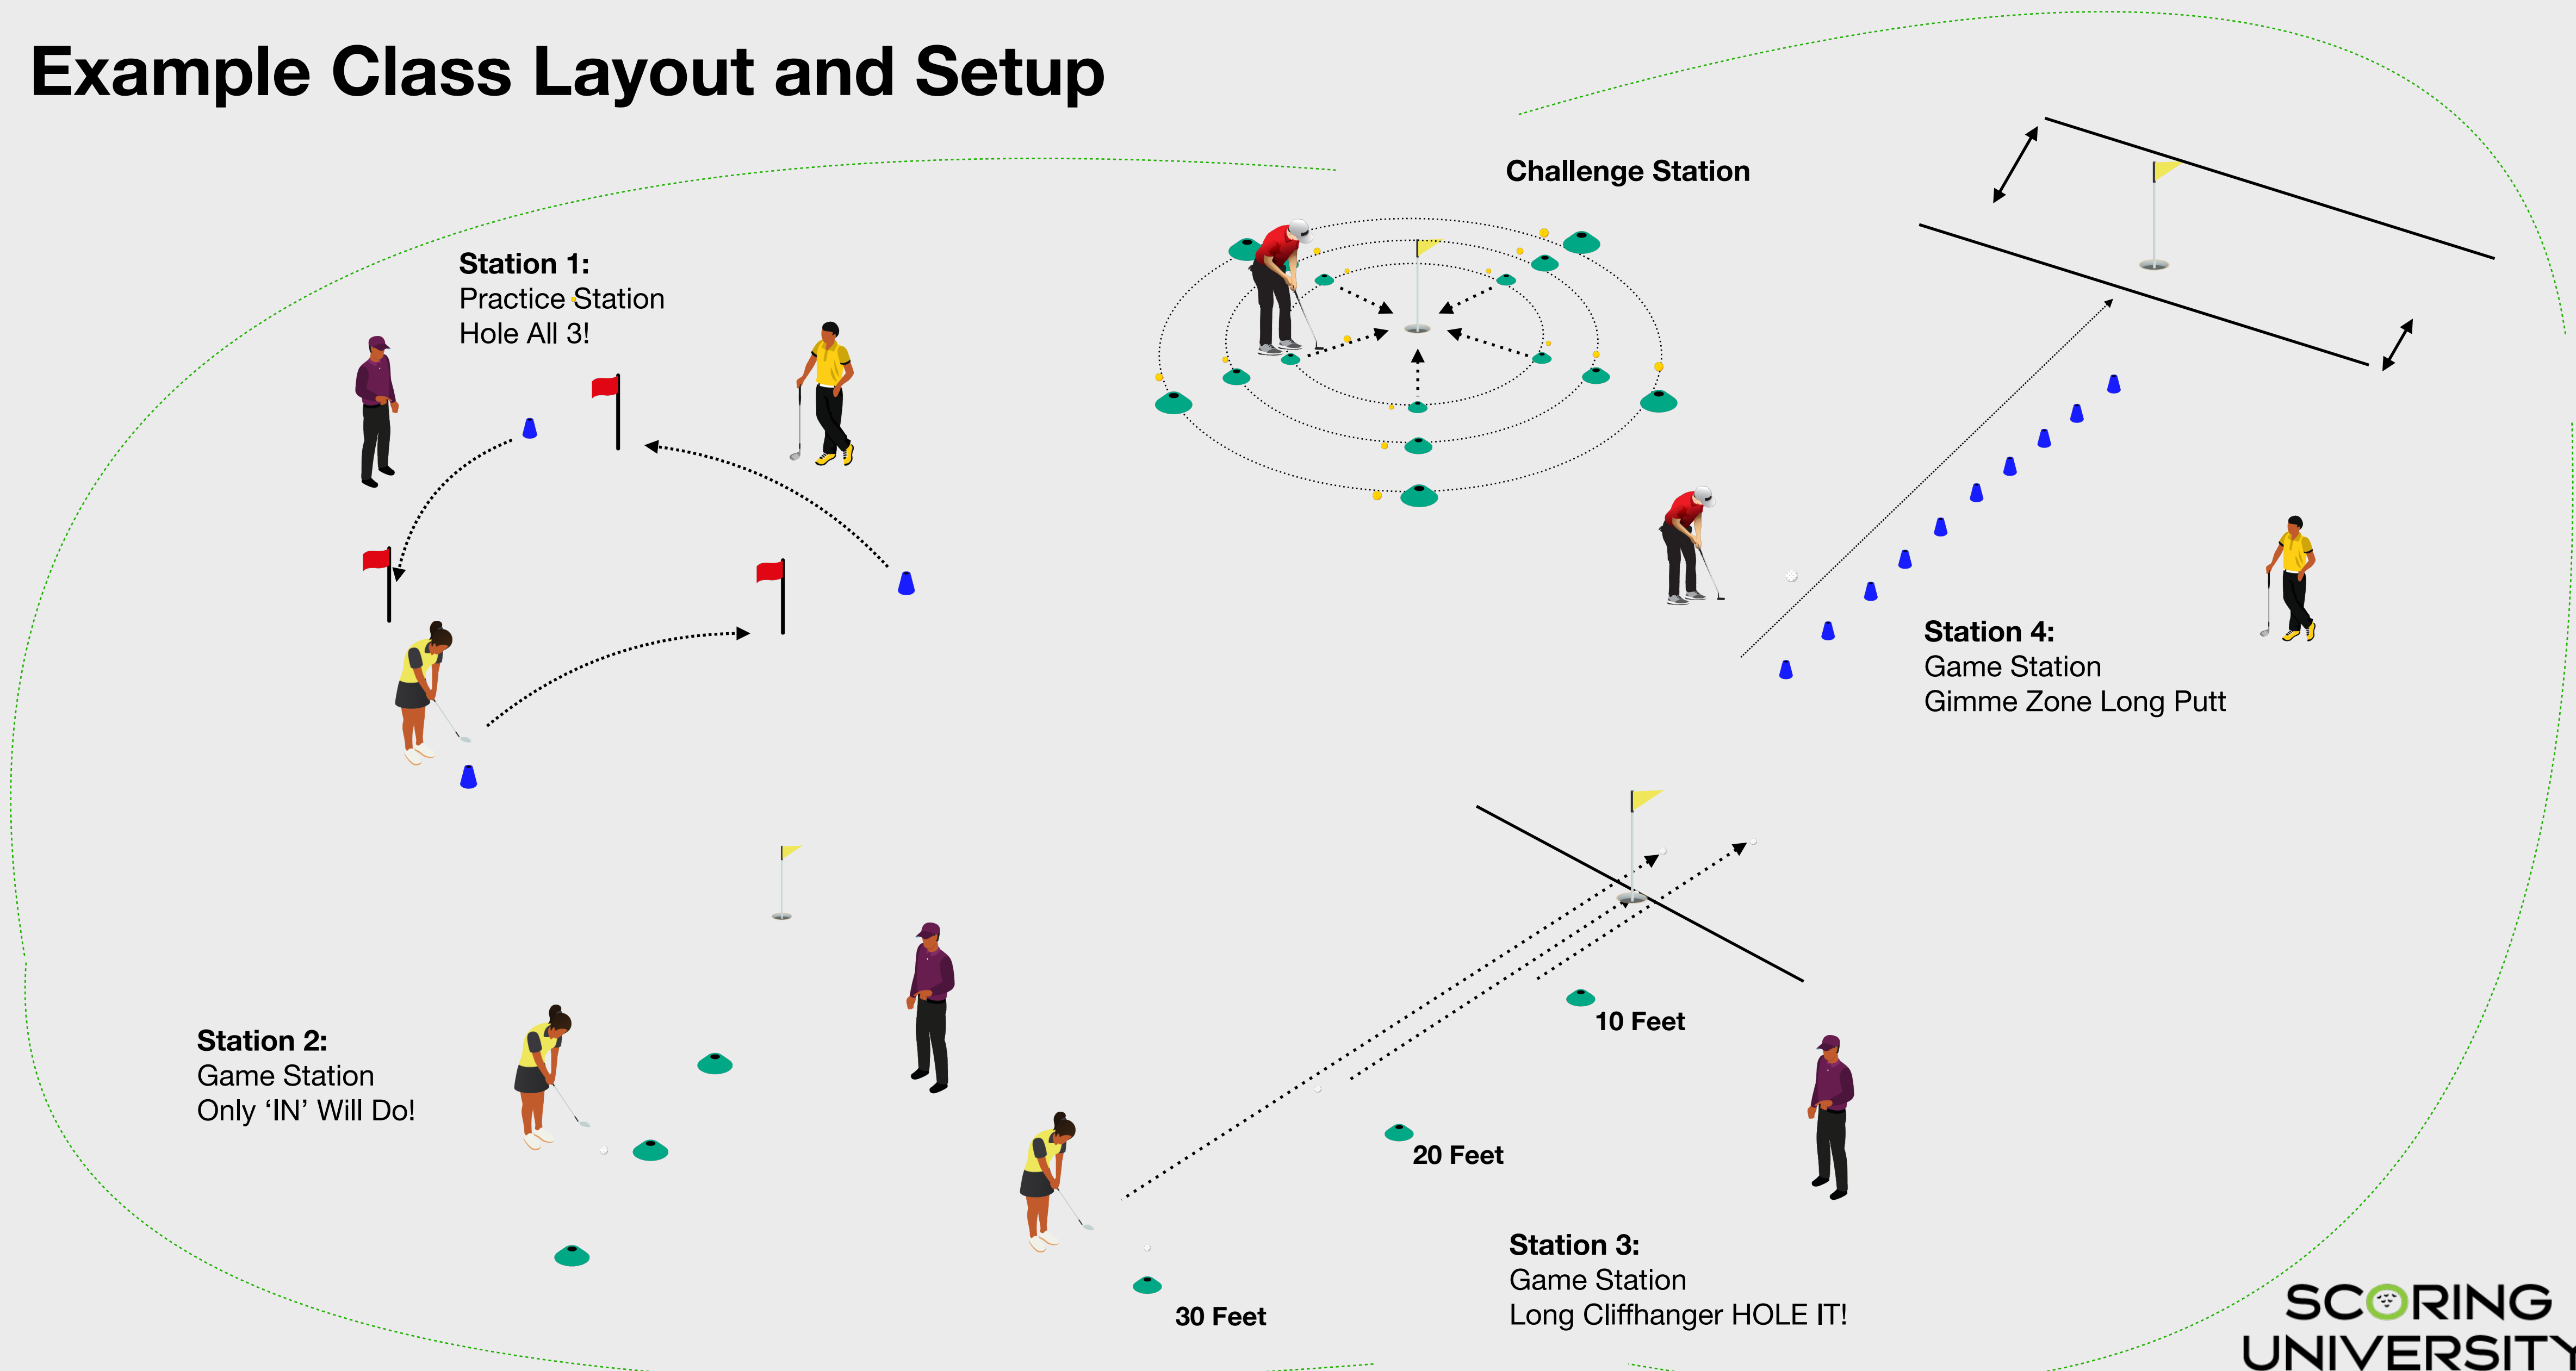 Example Class Layout and Setup
Challenge Station
Station 1:
Practice Station
Hole All 3!
Station 4:
Game Station
Gimme Zone Long Putt
10 Feet
Station 2:
Game Station
Only ‘IN’ Will Do!
20 Feet
Station 3:
Game Station
Long Cliffhanger HOLE IT!
30 Feet
SCORING
UNIVERSITY